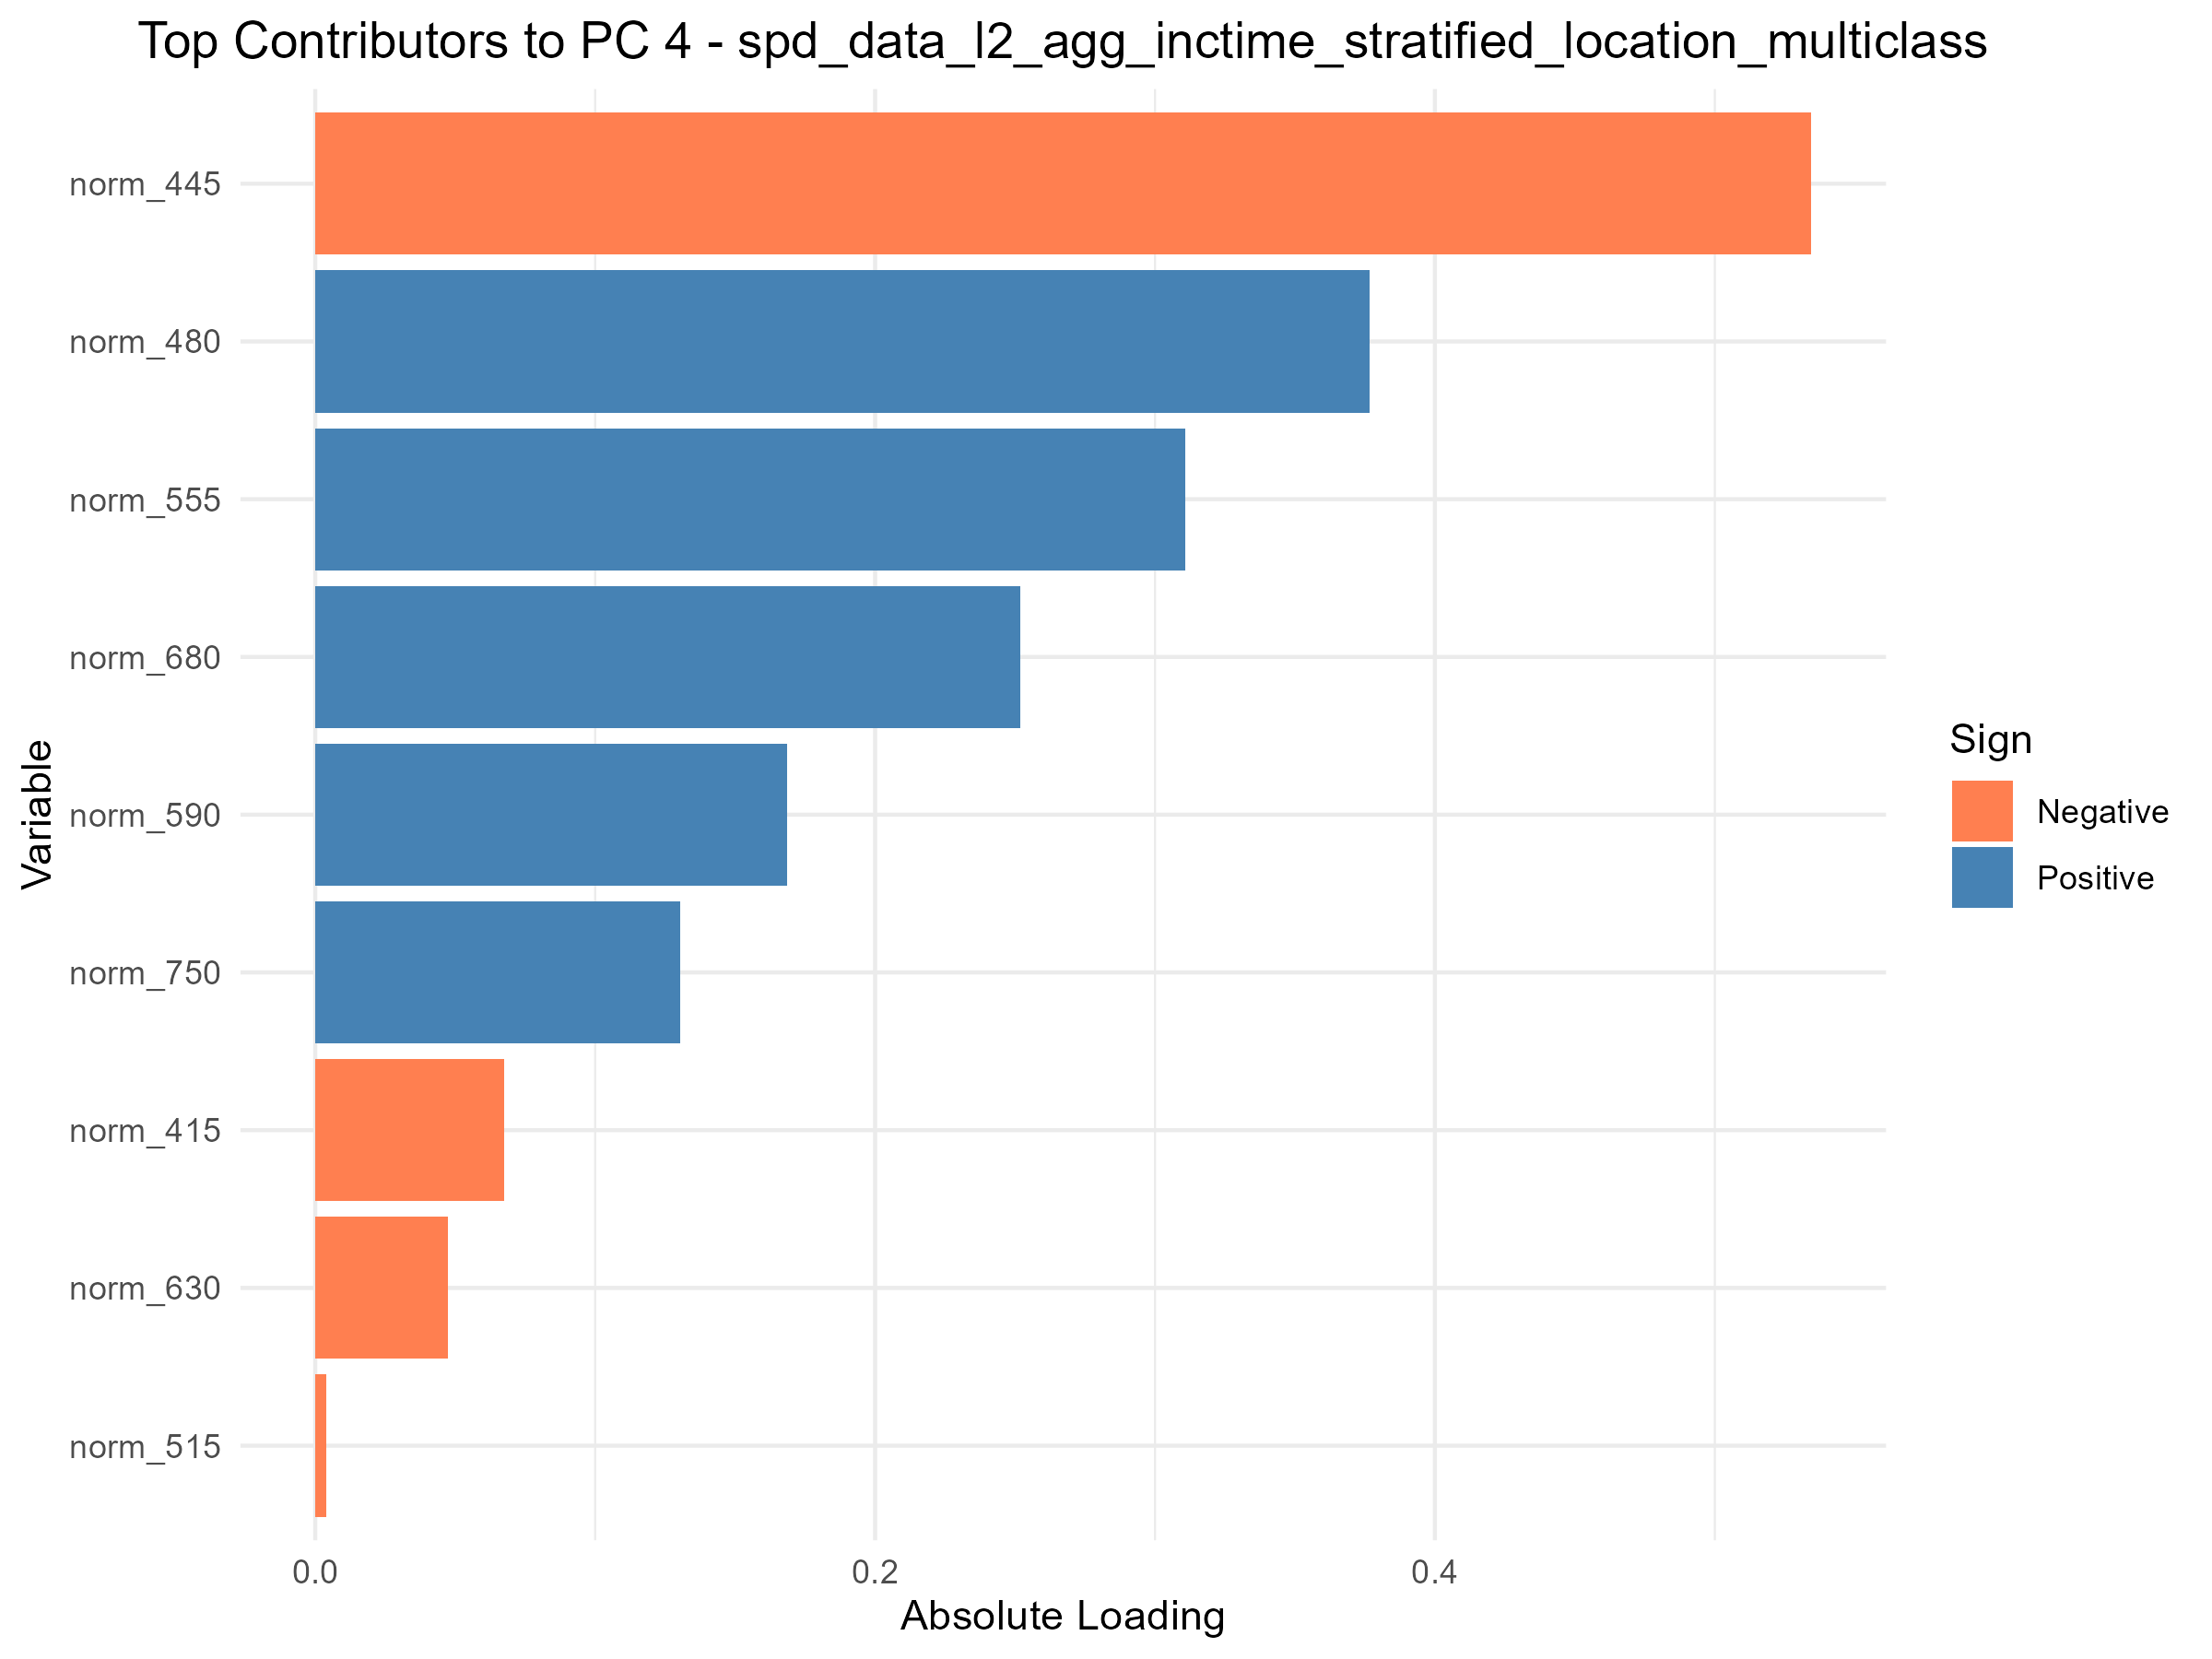 Top Contributors to PC 4 - spd_data_l2_agg_inctime_stratified_location_multiclass
norm_445
norm_480
norm_555
norm_680
norm_590
norm_750
norm_415
norm_630
norm_515
Variable
0.0
0.2
0.4
Absolute Loading
Sign
Negative
Positive